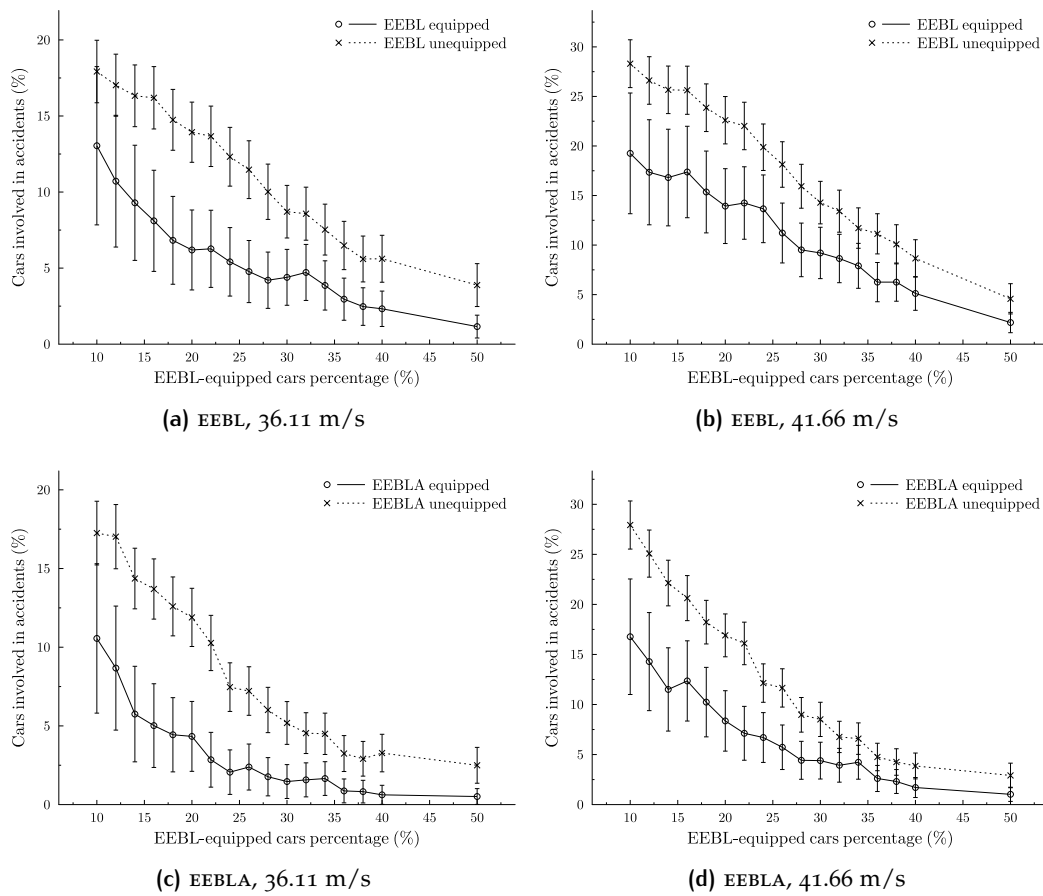 EEBL equipped
EEBL unequipped
20
15
10
5
0
Cars involved in accidents (%)
10 15 20 25 30 35 40 45 50
EEBL-equipped cars percentage (%)
(a) EEBL, 36.11 m/s
EEBL equipped
EEBL unequipped
30
25
20
15
10
5
0
Cars involved in accidents (%)
10 15 20 25 30 35 40 45 50
EEBL-equipped cars percentage (%)
(b) EEBL, 41.66 m/s
EEBLA equipped
EEBLA unequipped
20
15
10
5
0
Cars involved in accidents (%)
10 15 20 25 30 35 40 45 50
EEBL-equipped cars percentage (%)
(c) EEBLA, 36.11 m/s
EEBLA equipped
EEBLA unequipped
30
25
20
15
10
5
0
Cars involved in accidents (%)
10 15 20 25 30 35 40 45 50
EEBL-equipped cars percentage (%)
(d) EEBLA, 41.66 m/s